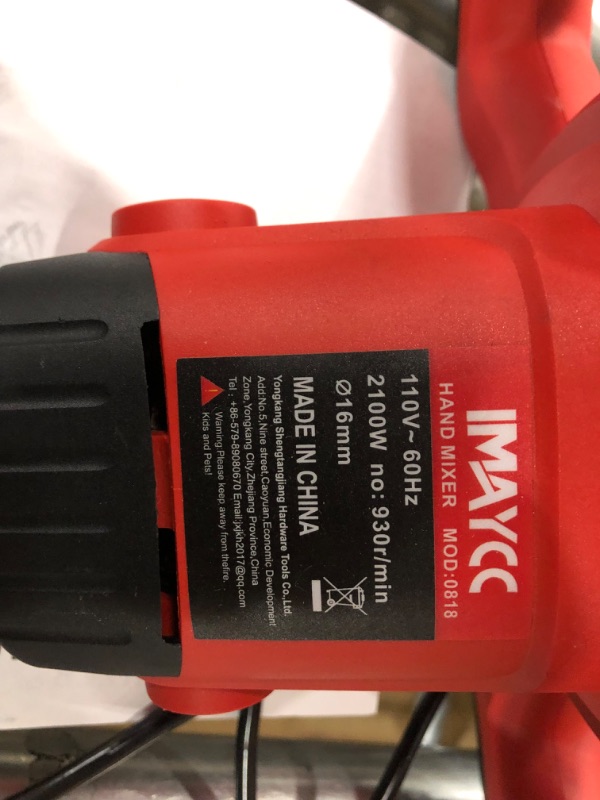 IMAYCC
HAND MIXER MOD:0818
110V~ 60Hz
2100W no: 930r/min
Ø16mm
MADE IN CHINA
Yongkang Shengtangjiang Hardware Tools Co.,Ltd.
Add:No.5,Nine street,Caoyuan,Economic Development
Zone,Yongkang City,Zhejiang Province,China
Tel : +86-579-89080670 Email:jxjkh2017@qq.com
Warning.Please keep away from thefire.
Kids and Pets!